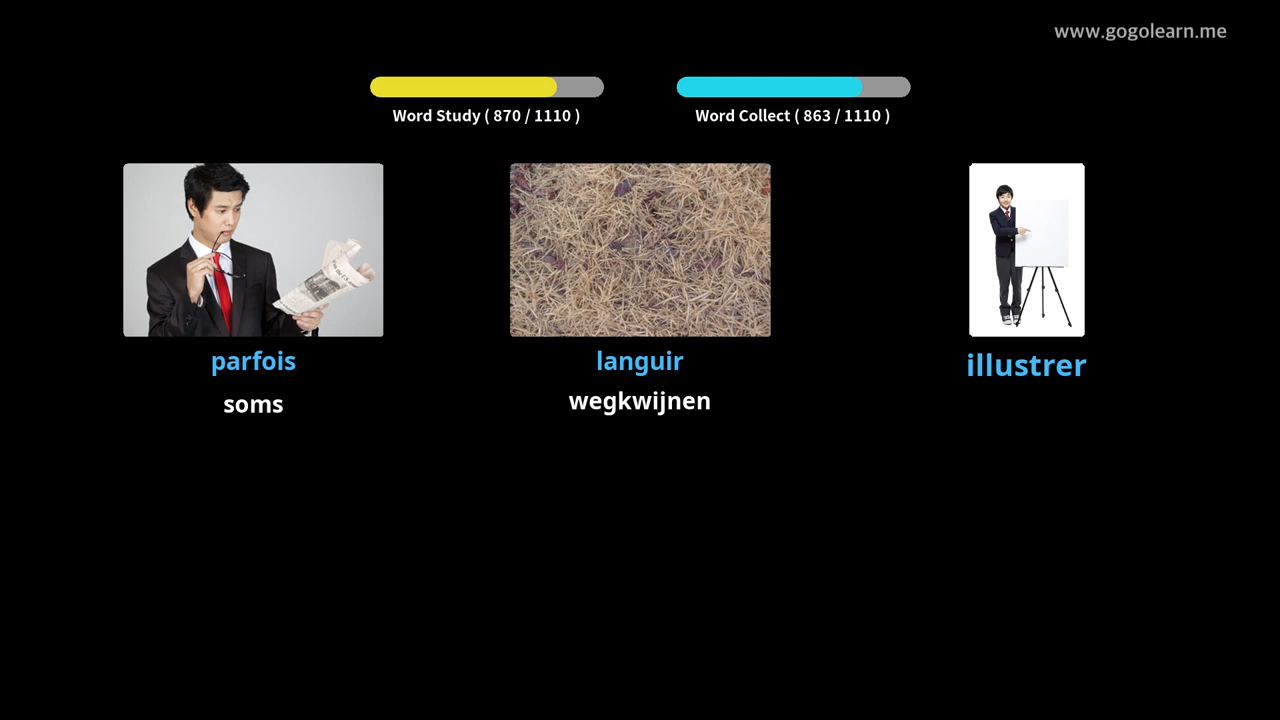 www.gogolearn.me
Word Study ( 870 / 1110 )
Word Collect ( 863 / 1110 )
parfois
soms
languir
wegkwijnen
illustrer